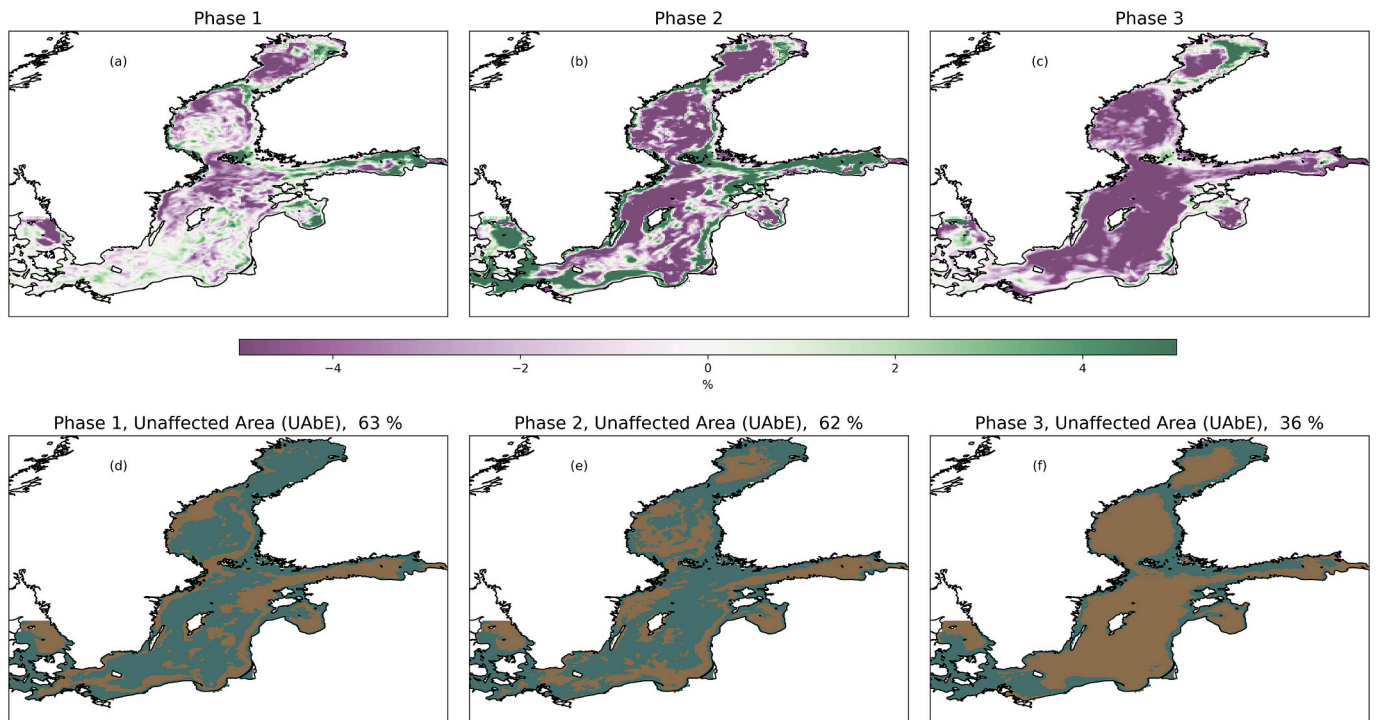 Phase 1
Phase 2
Phase 3
(a)
(b)
(c)
−4
−2
0
2
4
%
Phase 1, Unaffected Area (UAbE), 63 %
Phase 2, Unaffected Area (UAbE), 62 %
Phase 3, Unaffected Area (UAbE), 36 %
(d)
(e)
(f)